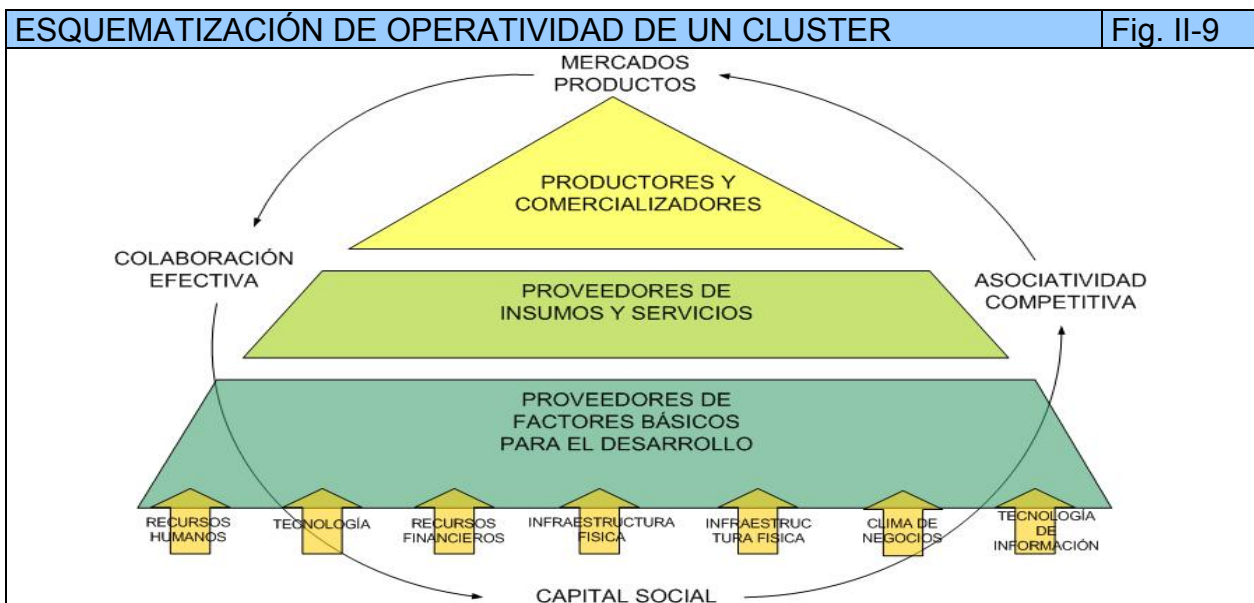 ESQUEMATIZACIÓN DE OPERATIVIDAD DE UN CLUSTER
Fig. II-9
MERCADOS
PRODUCTOS
PRODUCTORES Y
COMERCIALIZADORES
COLABORACIÓN
EFECTIVA
ASOCIATIVIDAD
COMPETITIVA
PROVEEDORES DE
INSUMOS Y SERVICIOS
PROVEEDORES DE
FACTORES BÁSICOS
PARA EL DESARROLLO
RECURSOS
HUMANOS
TECNOLOGÍA
RECURSOS
FINANCIEROS
INFRAESTRUCTURA
FISICA
INFRAESTRUC
TURA FISICA
CLIMA DE
NEGOCIOS
TECNOLOGÍA
DE
INFORMACIÓN
CAPITAL SOCIAL